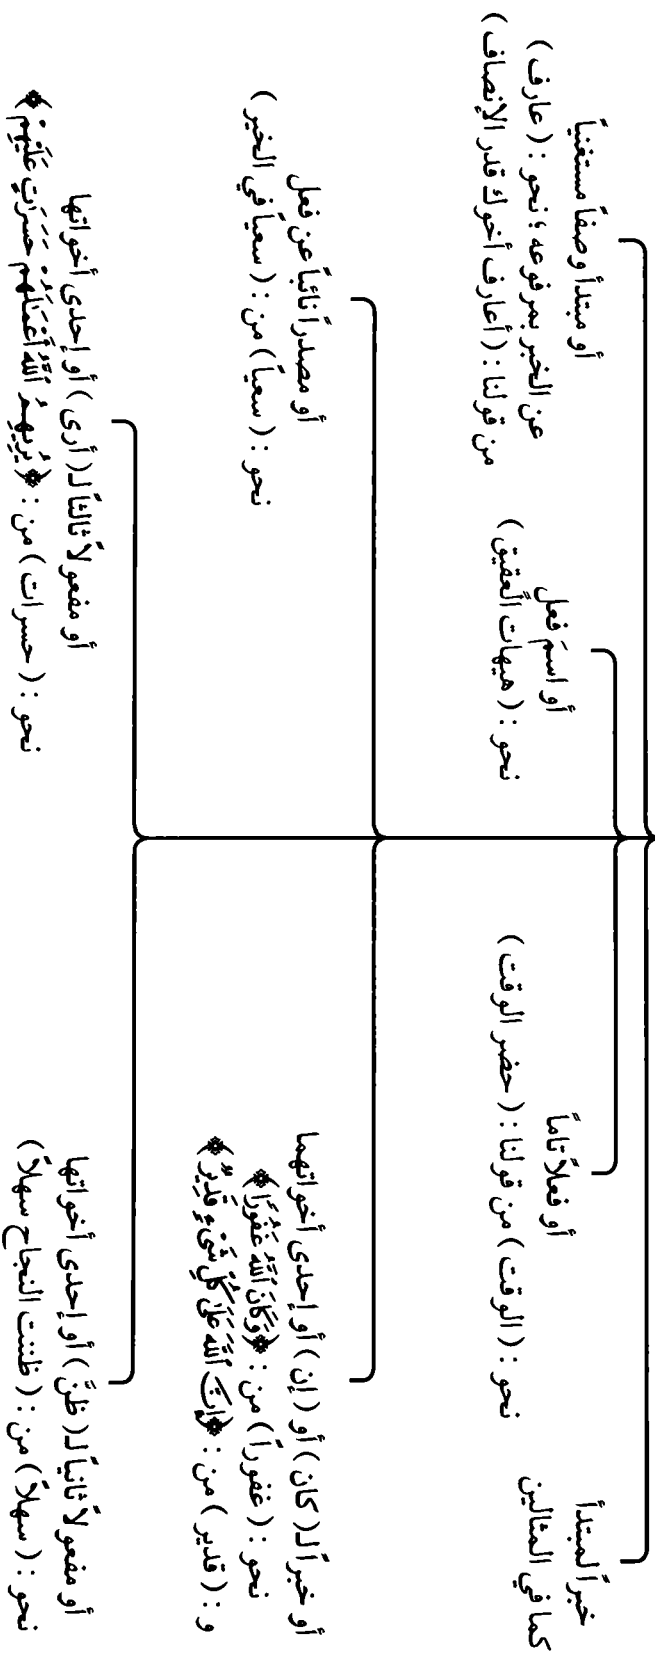 خبراً لمبتدأ
كما في المثالين
أو فعلاً تاماً
نحو : ( الوقت ) من قولنا : ( حضر الوقت )
أو اسمَ فعل
نحو : ( هيهات العقيق )
أو مبتدأ وصفاً مستغنياً
عن الخبر بمرفوعه ؛ نحو : ( عارف )
من قولنا : ( أعارف أخوك قدر الإنصاف )
أو خبراً لـ ( كان ) أو ( إن ) أو إحدى أخواتهما
نحو : ( غفوراً ) من : ﴿وَكَانَ ٱللَّهُ غَفُورًا﴾
و : ( قدير ) من : ﴿إِنَّ ٱللَّهَ عَلَىٰ كُلِّ شَيْءٍ قَدِيرٌ﴾
أو مصدراً نائباً عن فعل
نحو : ( سعياً ) من : ( سعياً في الخير )
أو مفعولاً ثانياً لـ ( ظنَّ ) أو إحدى أخواتها
نحو : ( سهلاً ) من : ( ظننت النجاح سهلاً )
أو مفعولاً ثالثاً لـ ( أرى ) أو إحدى أخواتها
نحو : ( حسرات ) من : ﴿يُرِيهِمُ ٱللَّهُ أَعْمَٰلَهُمْ حَسَرَٰتٍ عَلَيْهِمْ﴾